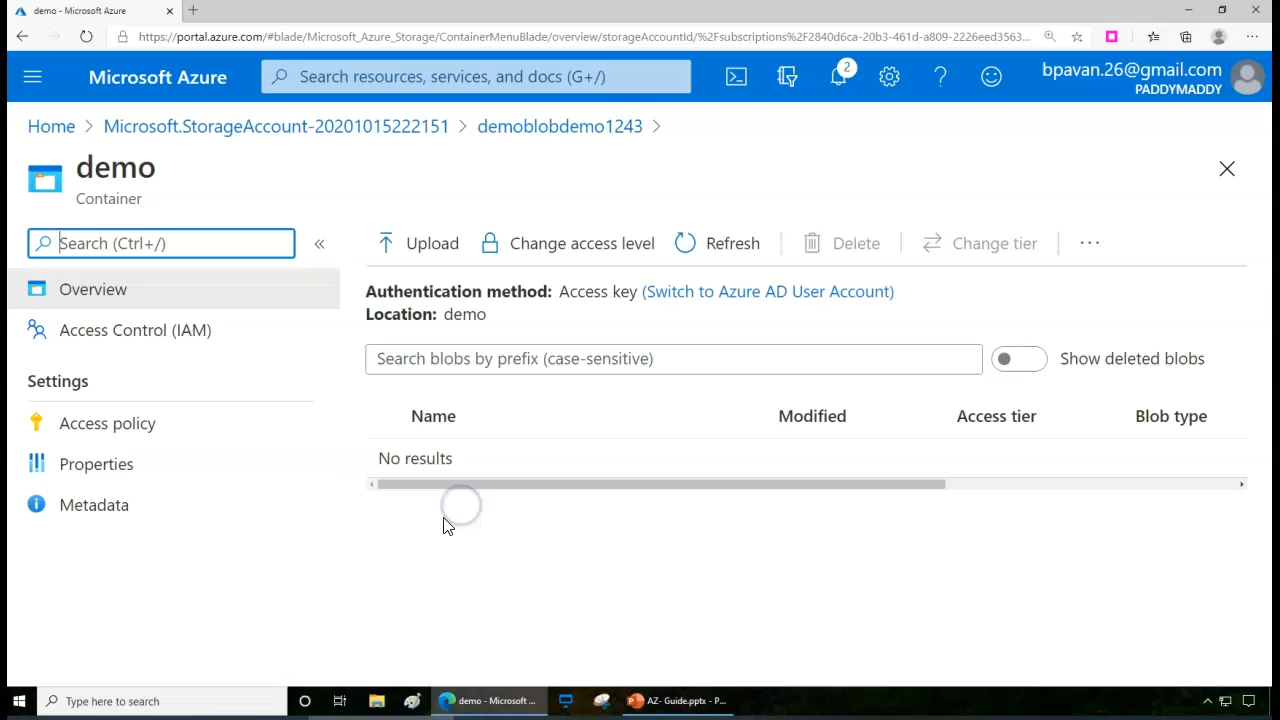 demo - Microsoft Azure
https://portal.azure.com/#blade/Microsoft_Azure_Storage/ContainerMenuBlade/overview/storageAccountId/%2Fsubscriptions%2F2840d6ca-20b3-461d-a809-2226eed3563...
Microsoft Azure
Search resources, services, and docs (G+/)
2
bpavan.26@gmail.com
PADDYMADDY
Home > Microsoft.StorageAccount-20201015222151 > demoblobdemo1243 >
demo
Container
Search (Ctrl+/)
«
Upload
Change access level
Refresh
Delete
Change tier
...
Overview
Access Control (IAM)
Settings
Access policy
Properties
Metadata
Authentication method: Access key (Switch to Azure AD User Account)
Location: demo
Search blobs by prefix (case-sensitive)
Show deleted blobs
Name Modified Access tier Blob type
No results
Type here to search
demo - Microsoft ...
AZ- Guide.pptx - P...